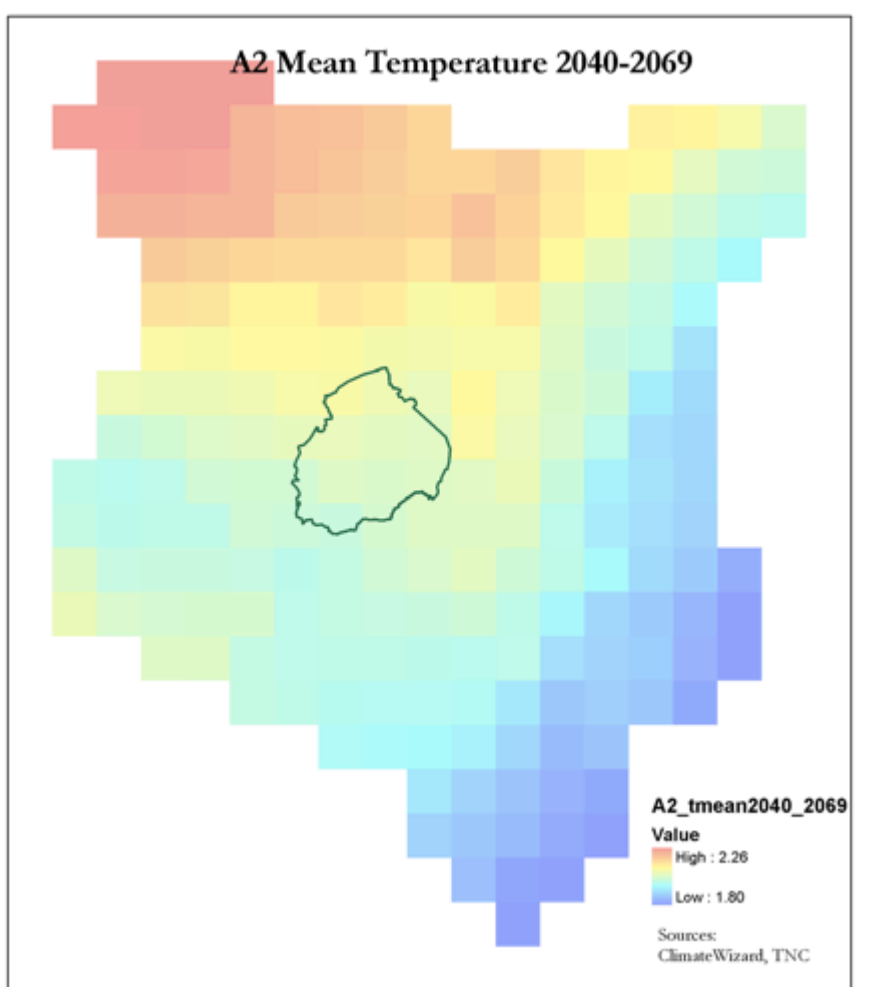 A2 Mean Temperature 2040-2069
A2_tmean2040_2069
Value
High : 2.26
Low : 1.80
Sources:
ClimateWizard, TNC